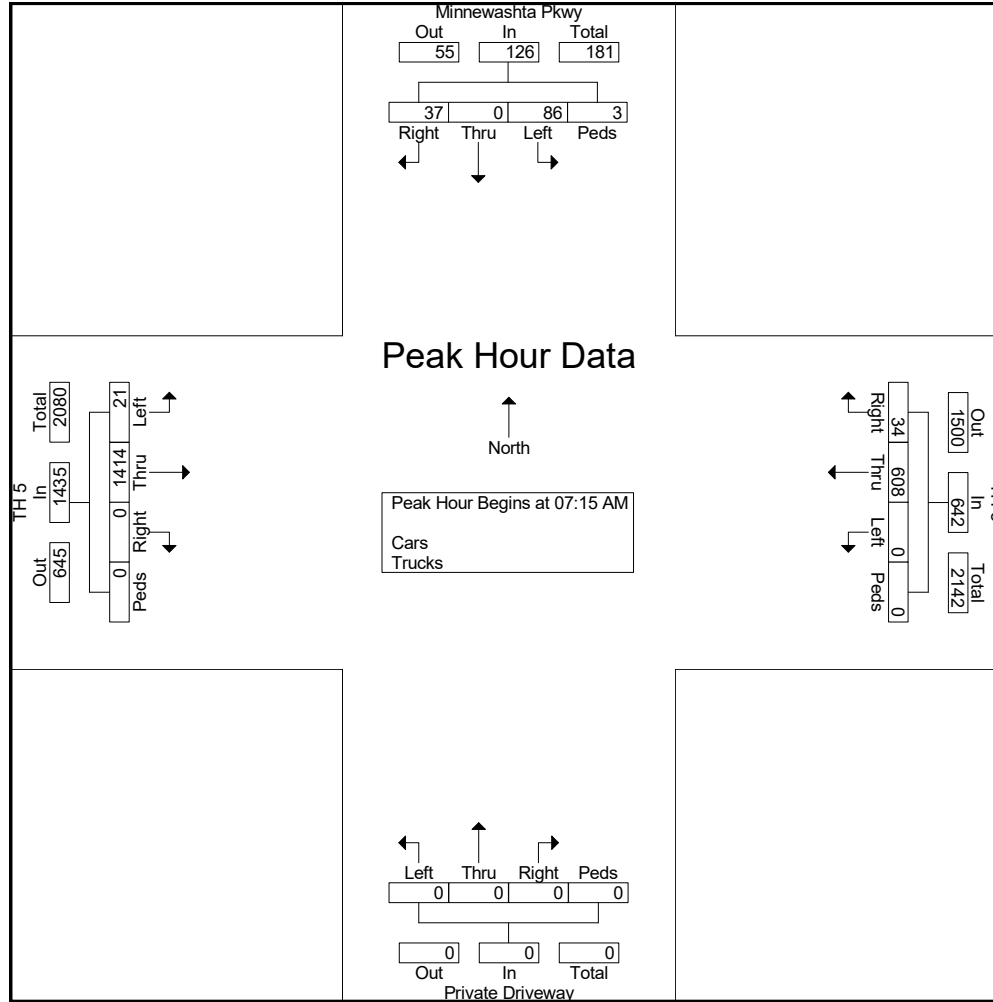 Minnewashta Pkwy
Out In Total
55 126 181
37 0 86 3
Right Thru Left Peds
Peak Hour Data
North
Peak Hour Begins at 07:15 AM
Cars
Trucks
TH 5
Total In Out
2080 1435 645
21 1414 0 0
Left Thru Right Peds
Out In Total
1500 642 2142
34 608 0 0
Right Thru Left Peds
Left Thru Right Peds
0 0 0 0
0 0 0
Out In Total
Private Driveway